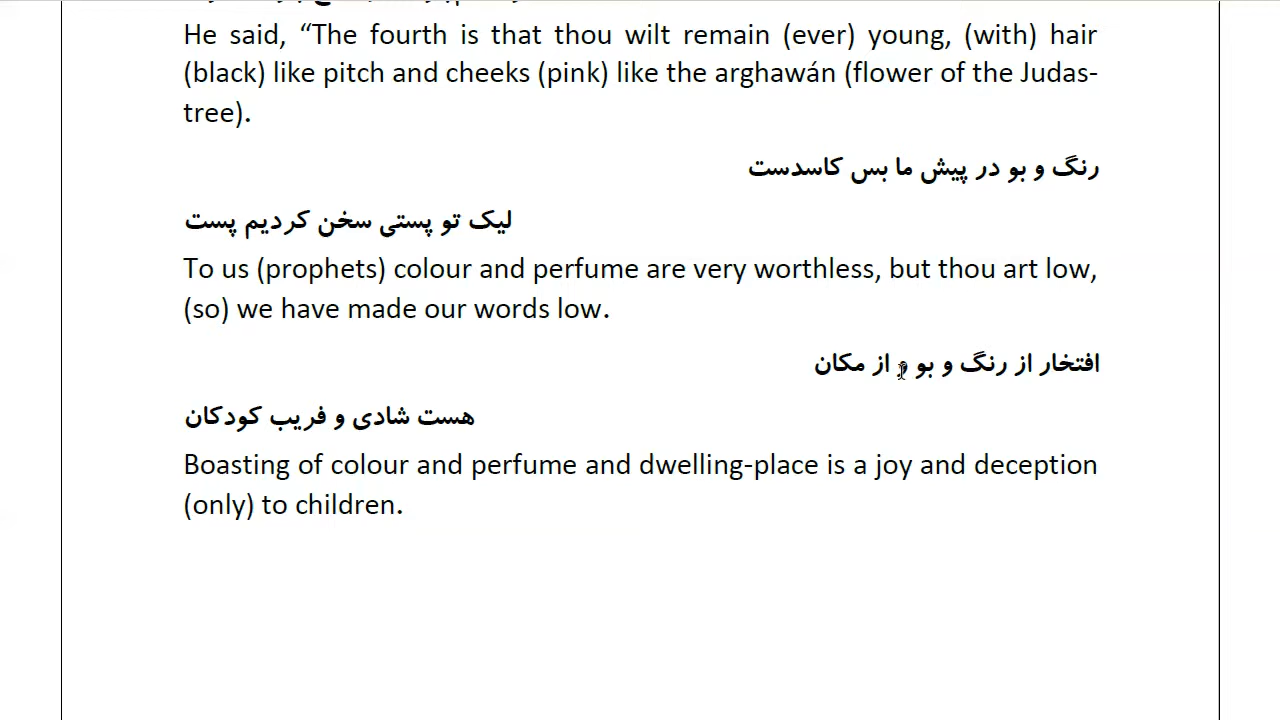 He said, “The fourth is that thou wilt remain (ever) young, (with) hair
(black) like pitch and cheeks (pink) like the arghawán (flower of the Judas-
tree).
رنگ و بو در پیش ما بس کاسدست
لیک تو پستی سخن کردیم پست
To us (prophets) colour and perfume are very worthless, but thou art low,
(so) we have made our words low.
افتخار از رنگ و بو و از مکان
هست شادی و فریب کودکان
Boasting of colour and perfume and dwelling-place is a joy and deception
(only) to children.